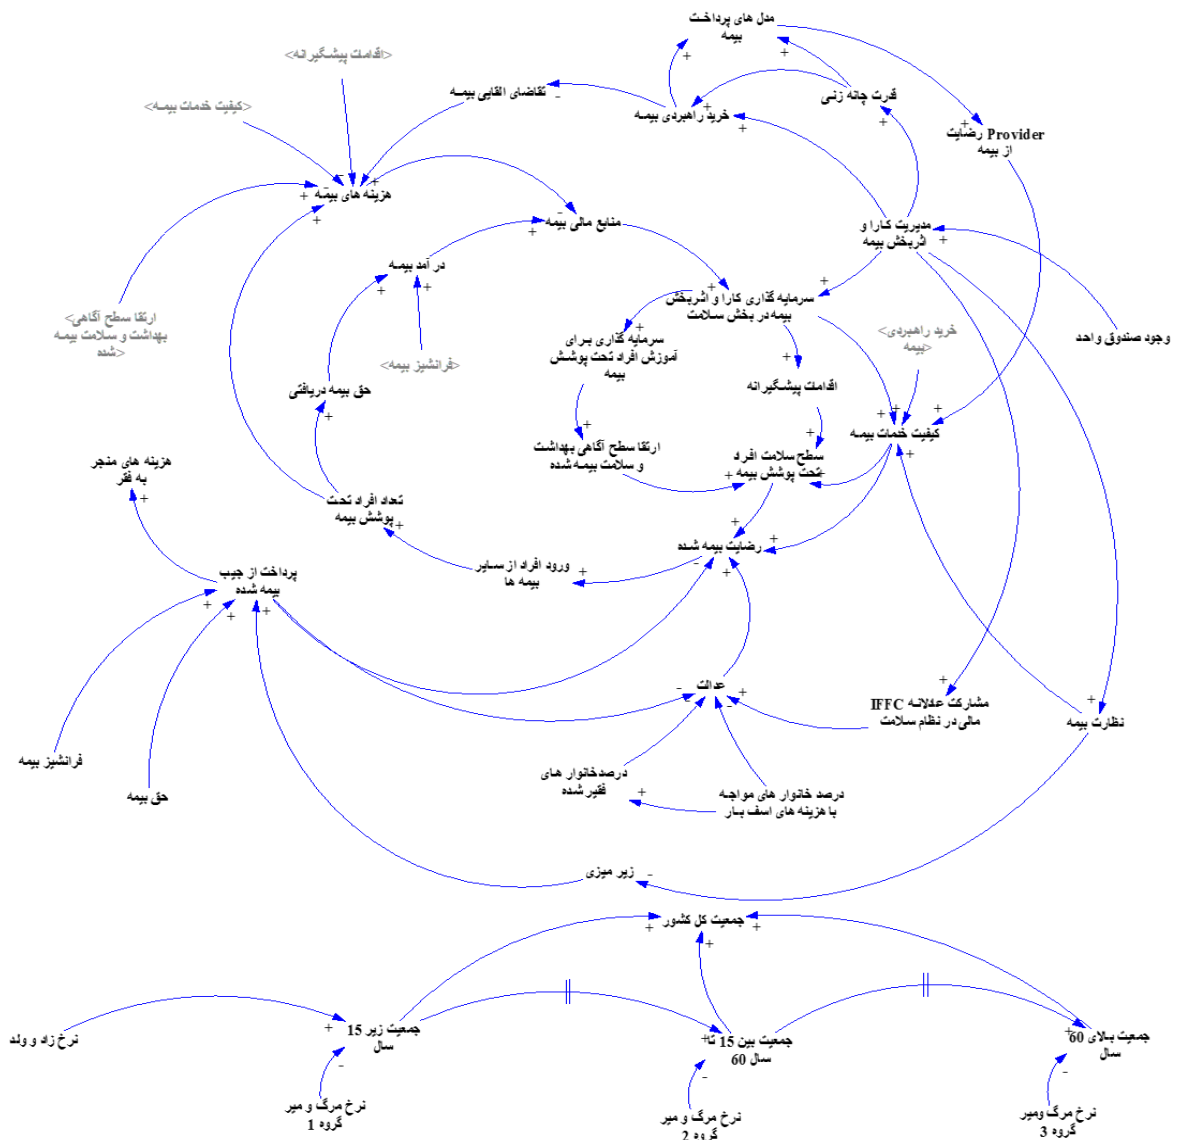 مدل های پرداخت
بیمه
<اقدامات پیشگیرانه>
تقاضای القایی بیمه
<کیفیت خدمات بیمه>
خرید راهبردی بیمه
قدرت چانه زنی
رضایت Provider
از بیمه
هزینه های بیمه
منابع مالی بیمه
مدیریت کارا و
اثربخش بیمه
در آمد بیمه
سرمایه گذاری کارا و اثربخش
بیمه در بخش سلامت
<ارتقا سطح آگاهی
بهداشت و سلامت بیمه
شده>
<خرید راهبردی
بیمه>
وجود صندوق واحد
سرمایه گذاری برای
آموزش افراد تحت پوشش
بیمه
<فرانشیز بیمه>
حق بیمه دریافتی
اقدامات پیشگیرانه
کیفیت خدمات بیمه
ارتقا سطح آگاهی بهداشت
و سلامت بیمه شده
سطح سلامت افراد
تحت پوشش بیمه
هزینه های منجر
به فقر
تعداد افراد تحت
پوشش بیمه
رضایت بیمه شده
ورود افراد از سایر
بیمه ها
پرداخت از جیب
بیمه شده
عدالت
مشارکت عادلانه IFFC
مالی در نظام سلامت
نظارت بیمه
فرانشیز بیمه
حق بیمه
درصدخانوار های
فقیر شده
درصد خانوار های مواجه
با هزینه های اسف بار
زیر میزی
جمعیت کل کشور
نرخ زاد و ولد
جمعیت زیر 15
سال
جمعیت بین 15 تا
60 سال
جمعیت بالای 60
سال
نرخ مرگ و میر
گروه 1
نرخ مرگ و میر
گروه 2
نرخ مرگ ومیر
گروه 3